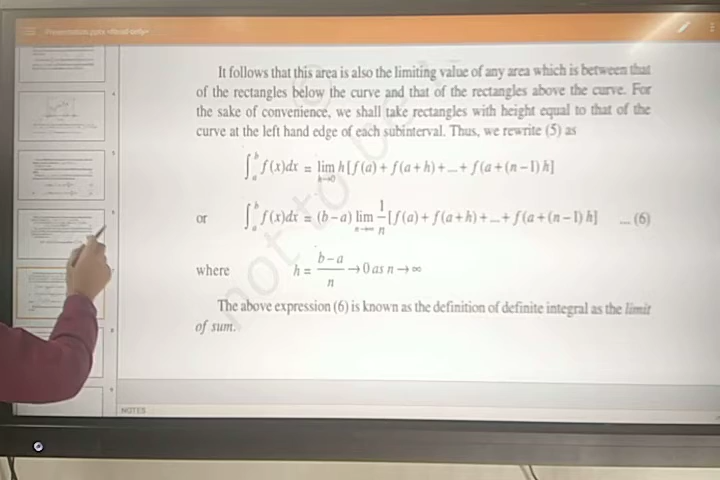 Presentation.pptx <Read-only>
It follows that this area is also the limiting value of any area which is between that
of the rectangles below the curve and that of the rectangles above the curve. For
the sake of convenience, we shall take rectangles with height equal to that of the
curve at the left hand edge of each subinterval. Thus, we rewrite (5) as
∫_a^b f(x)dx = lim_{h→0} h[f(a) + f(a+h) + ... + f(a+(n−1)h]
or ∫_a^b f(x)dx = (b−a) lim_{n→∞} 1/n [f(a) + f(a+h) + ... + f(a+(n−1)h] ... (6)
where h = (b−a)/n → 0 as n → ∞
The above expression (6) is known as the definition of definite integral as the limit
of sum.
NOTES